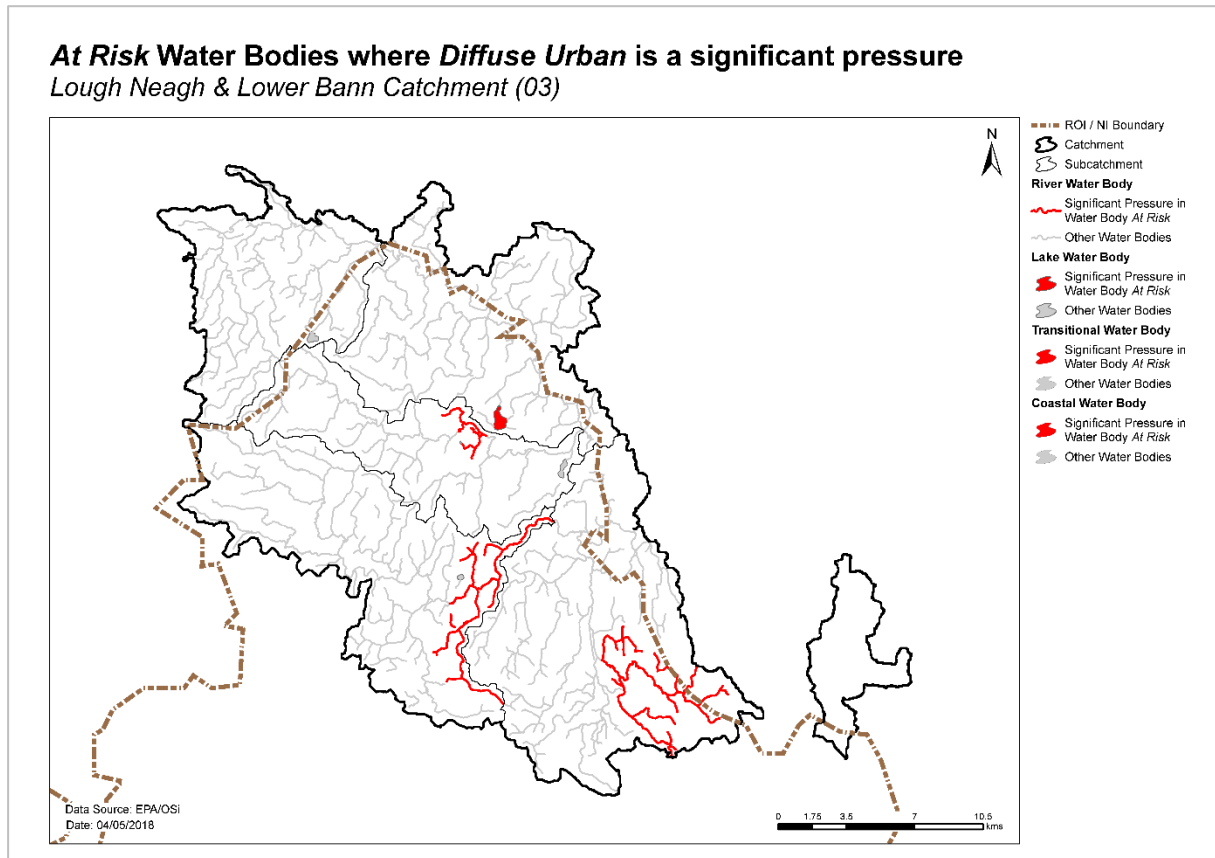 At Risk Water Bodies where Diffuse Urban is a significant pressure
Lough Neagh & Lower Bann Catchment (03)
N
ROI / NI Boundary
Catchment
Subcatchment
River Water Body
Significant Pressure in
Water Body At Risk
Other Water Bodies
Lake Water Body
Significant Pressure in
Water Body At Risk
Other Water Bodies
Transitional Water Body
Significant Pressure in
Water Body At Risk
Other Water Bodies
Coastal Water Body
Significant Pressure in
Water Body At Risk
Other Water Bodies
Data Source: EPA/OSi
Date: 04/05/2018
0 1.75 3.5 7 10.5
kms